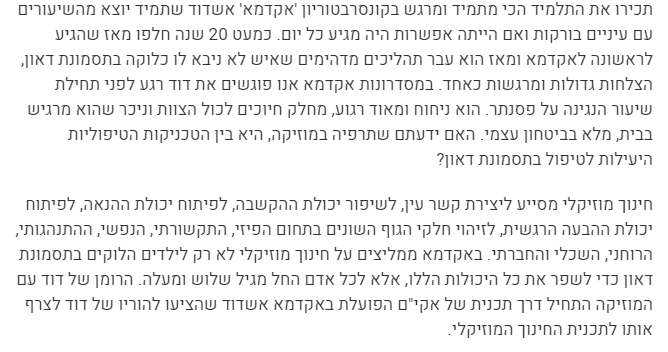 תכירו את התלמיד הכי מתמיד ומרגש בקונסרבטוריון 'אקדמא' אשדוד שתמיד יוצא מהשיעורים
עם עיניים בורקות ואם הייתה אפשרות היה מגיע כל יום. כמעט 20 שנה חלפו מאז שהגיע
לראשונה לאקדמא ומאז הוא עבר תהליכים מדהימים שאיש לא ניבא לו כלוקה בתסמונת דאון,
הצלחות גדולות ומרגשות כאחד. במסדרונות אקדמא אנו פוגשים את דוד רגע לפני תחילת
שיעור הנגינה על פסנתר. הוא ניחוח ומאוד רגוע, מחלק חיוכים לכול הצוות וניכר שהוא מרגיש
בבית, מלא בביטחון עצמי. האם ידעתם שתרפיה במוזיקה, היא בין הטכניקות הטיפוליות
היעילות לטיפול בתסמונת דאון?
חינוך מוזיקלי מסייע ליצירת קשר עין, לשיפור יכולת ההקשבה, לפיתוח יכולת ההנאה, לפיתוח
יכולת ההבעה הרגשית, לזיהוי חלקי הגוף השונים בתחום הפיזי, התקשורתי, הנפשי, ההתנהגותי,
הרוחני, השכלי והחברתי. באקדמא ממליצים על חינוך מוזיקלי לא רק לילדים הלוקים בתסמונת
דאון כדי לשפר את כל היכולות הללו, אלא לכל אדם החל מגיל שלוש ומעלה. הרומן של דוד עם
המוזיקה התחיל דרך תכנית של אקי"ם הפועלת באקדמא אשדוד שהציעו להוריו של דוד לצרף
אותו לתכנית החינוך המוזיקלי.